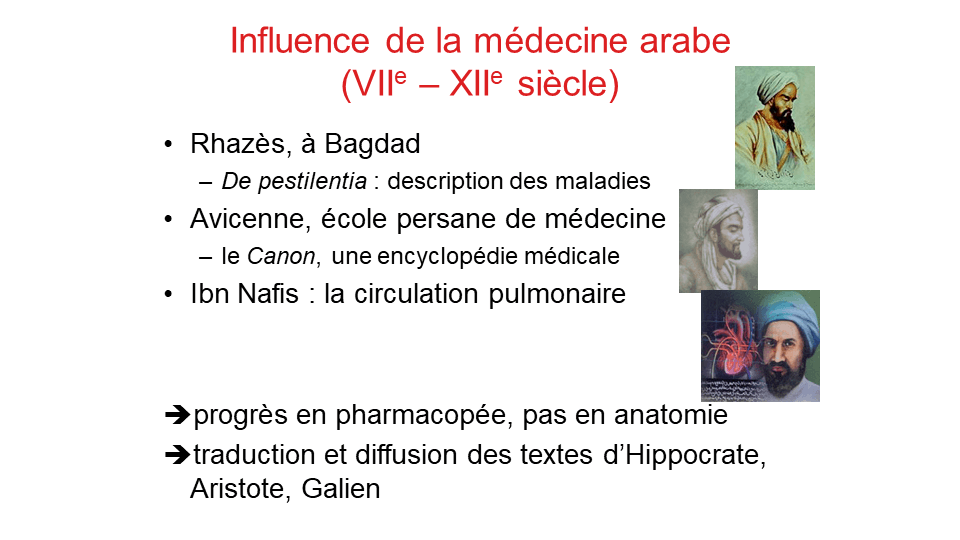 Influence de la médecine arabe
(VIIe – XIIe siècle)
• Rhazès, à Bagdad
– De pestilentia : description des maladies
• Avicenne, école persane de médecine
– le Canon, une encyclopédie médicale
• Ibn Nafis : la circulation pulmonaire
➔progrès en pharmacopée, pas en anatomie
➔traduction et diffusion des textes d’Hippocrate,
Aristote, Galien